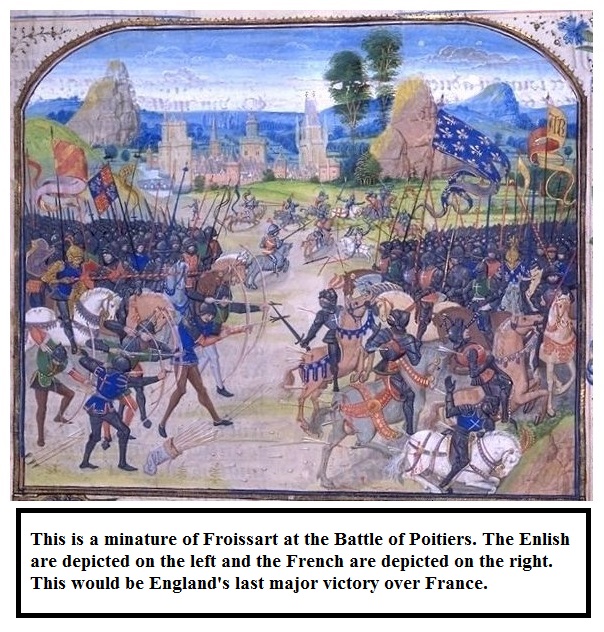 This is a minature of Froissart at the Battle of Poitiers. The Enlish
are depicted on the left and the French are depicted on the right.
This would be England's last major victory over France.